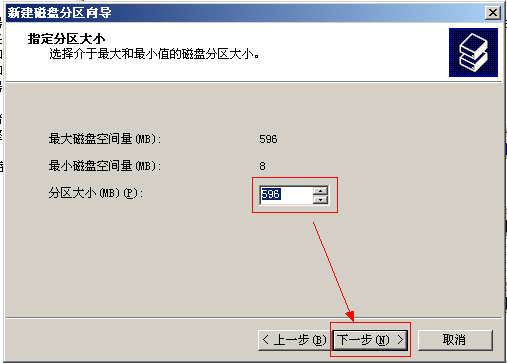 新建磁盘分区向导
指定分区大小
选择介于最大和最小值的磁盘分区大小。
最大磁盘空间量(MB): 596
最小磁盘空间量(MB): 8
分区大小(MB)(P): 596
< 上一步(B) 下一步(N) > 取消